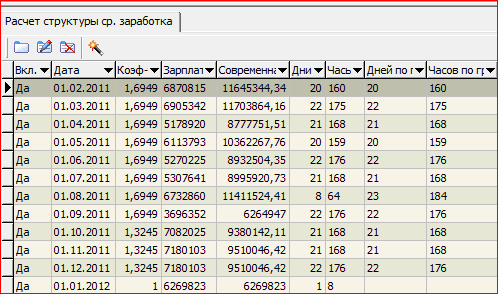 Расчет структуры ср. заработка
Вкл. Дата Коэф- Зарплат Современна Дни Часы Дней по г Часов по гр
Да 01.02.2011 1,6949 6870815 11645344,34 20 160 20 160
Да 01.03.2011 1,6949 6905342 11703864,16 22 175 22 175
Да 01.04.2011 1,6949 5178920 8777751,51 21 168 21 168
Да 01.05.2011 1,6949 6113793 10362267,76 20 159 20 159
Да 01.06.2011 1,6949 5270225 8932504,35 22 176 22 176
Да 01.07.2011 1,6949 5307641 8995920,73 21 168 21 168
Да 01.08.2011 1,6949 6732860 11411524,41 8 64 23 184
Да 01.09.2011 1,6949 3696352 6264947 22 176 22 176
Да 01.10.2011 1,3245 7082025 9380142,11 21 168 21 168
Да 01.11.2011 1,3245 7180103 9510046,42 21 168 21 168
Да 01.12.2011 1,3245 7180103 9510046,42 22 176 22 176
Да 01.01.2012 1 6269823 6269823 1 8